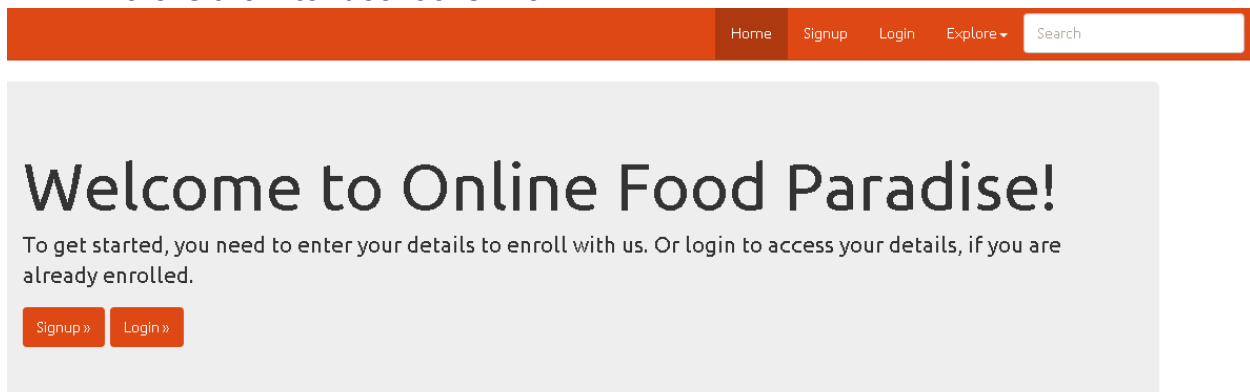 Home Signup Login Explore Search
Welcome to Online Food Paradise!
To get started, you need to enter your details to enroll with us. Or login to access your details, if you are
already enrolled.
Signup » Login »